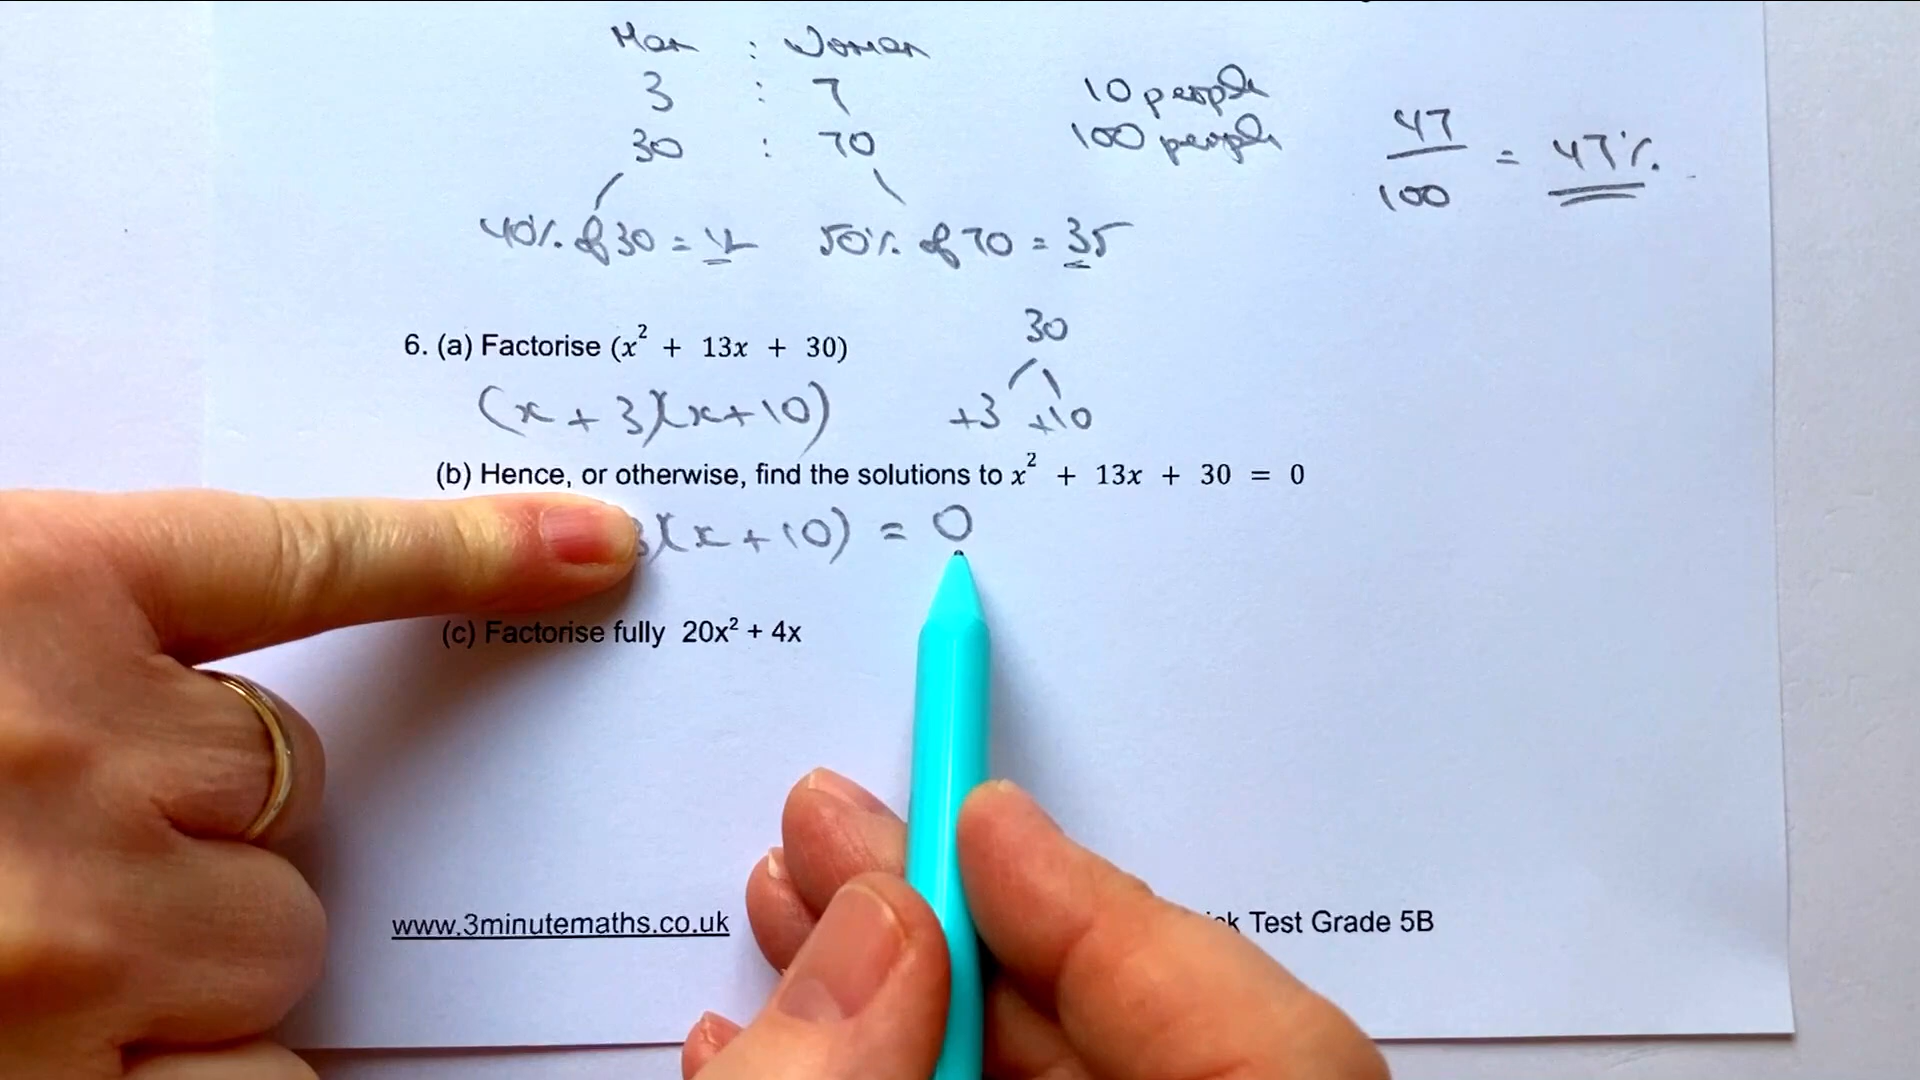 Man : Woman
3 : 7 10 people
30 : 70 100 people
47/100 = 47%
40% of 30 = 12 50% of 70 = 35
6. (a) Factorise (x² + 13x + 30)
30
(x + 3)(x + 10) +3 +10
(b) Hence, or otherwise, find the solutions to x² + 13x + 30 = 0
3)(x + 10) = 0
(c) Factorise fully 20x² + 4x
www.3minutemaths.co.uk Test Grade 5B